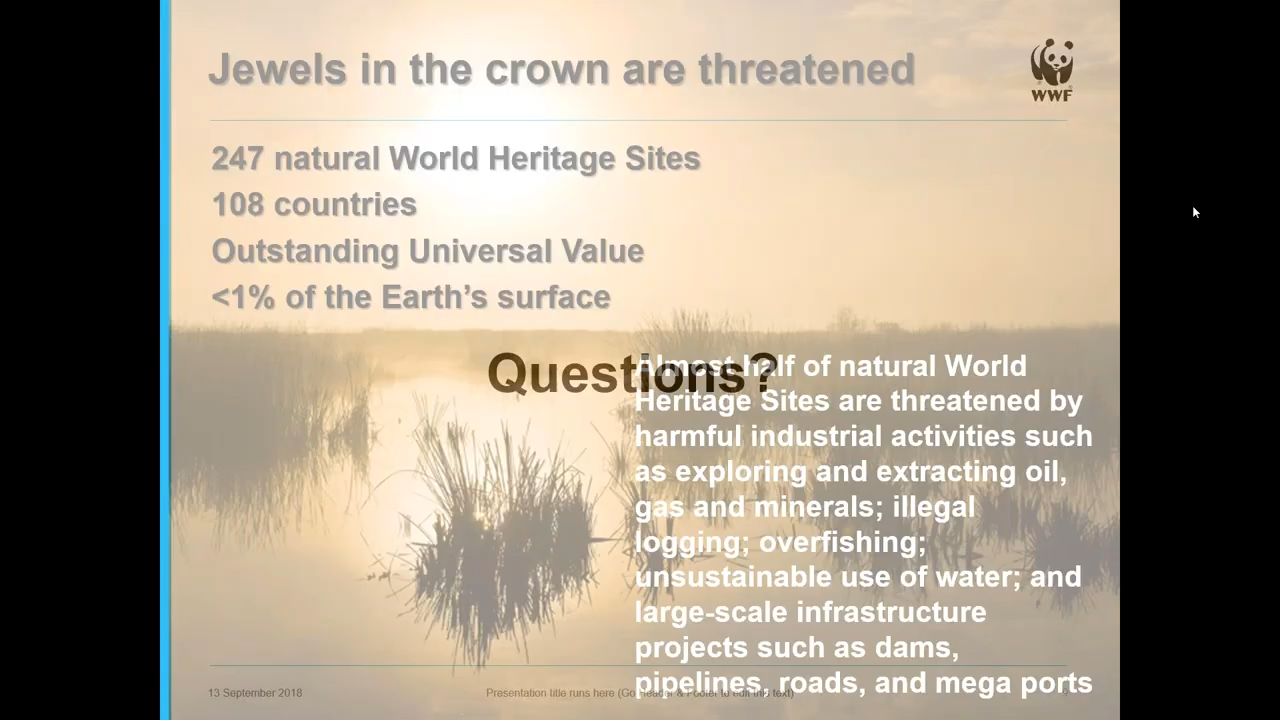 Jewels in the crown are threatened
WWF
247 natural World Heritage Sites
108 countries
Outstanding Universal Value
<1% of the Earth’s surface
Questions?
Almost half of natural World
Heritage Sites are threatened by
harmful industrial activities such
as exploring and extracting oil,
gas and minerals; illegal
logging; overfishing;
unsustainable use of water; and
large-scale infrastructure
projects such as dams,
pipelines, roads, and mega ports
13 September 2018
Presentation title runs here (Go Header & Footer to edit this text)